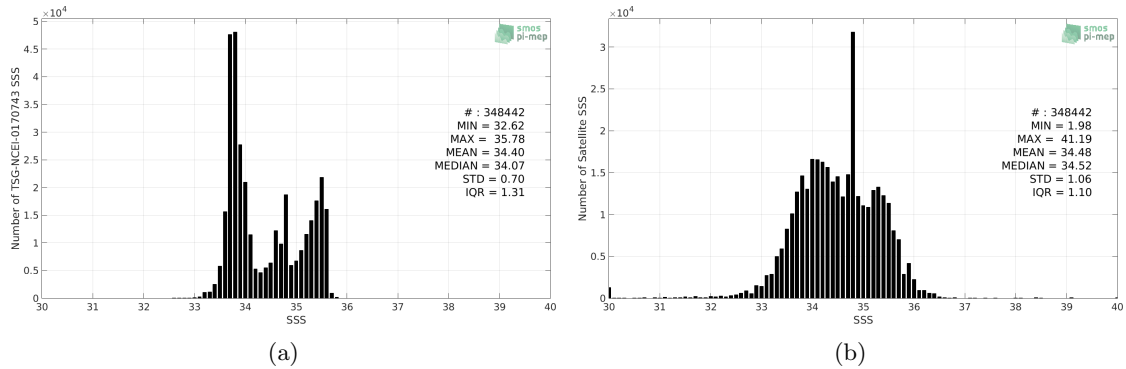 ×10⁴
5
4.5
4
3.5
3
2.5
2
1.5
1
0.5
0
Number of TSG-NCEI-0170743 SSS
30 31 32 33 34 35 36 37 38 39 40
SSS
smos
pi-mep
# : 348442
MIN = 32.62
MAX = 35.78
MEAN = 34.40
MEDIAN = 34.07
STD = 0.70
IQR = 1.31
(a)
×10⁴
3
2.5
2
1.5
1
0.5
0
Number of Satellite SSS
30 31 32 33 34 35 36 37 38 39 40
SSS
smos
pi-mep
# : 348442
MIN = 1.98
MAX = 41.19
MEAN = 34.48
MEDIAN = 34.52
STD = 1.06
IQR = 1.10
(b)